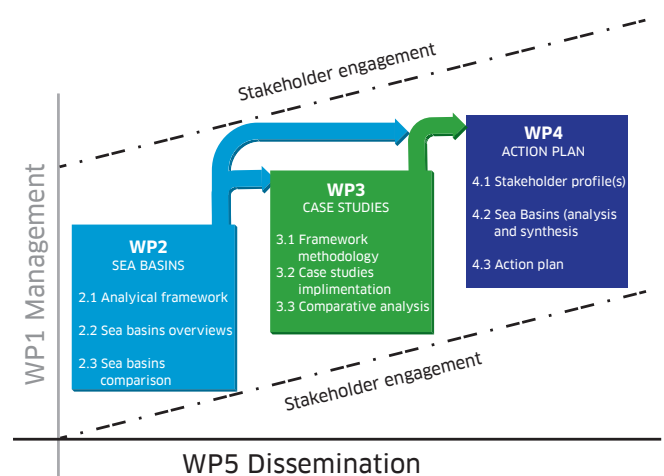 Stakeholder engagement
WP1 Management
WP2
SEA BASINS
2.1 Analyical framework
2.2 Sea basins overviews
2.3 Sea basins
comparison
WP3
CASE STUDIES
3.1 Framework
methodology
3.2 Case studies
implimentation
3.3 Comparative analysis
WP4
ACTION PLAN
4.1 Stakeholder profile(s)
4.2 Sea Basins (analysis
and synthesis
4.3 Action plan
Stakeholder engagement
WP5 Dissemination